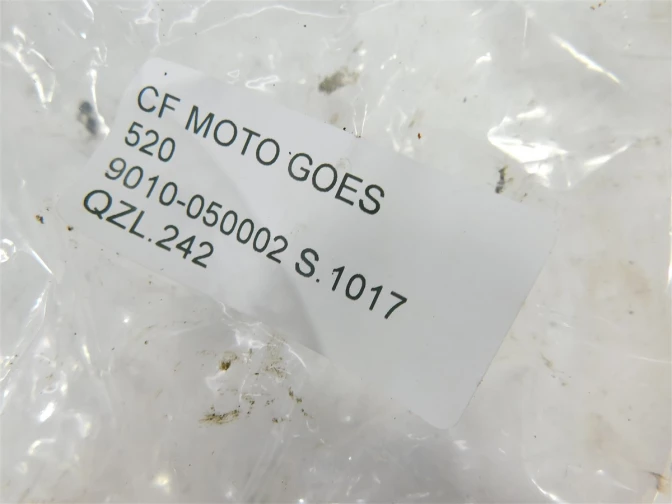 CF MOTO GOES
520
9010-050002 S.1017
QZL.242